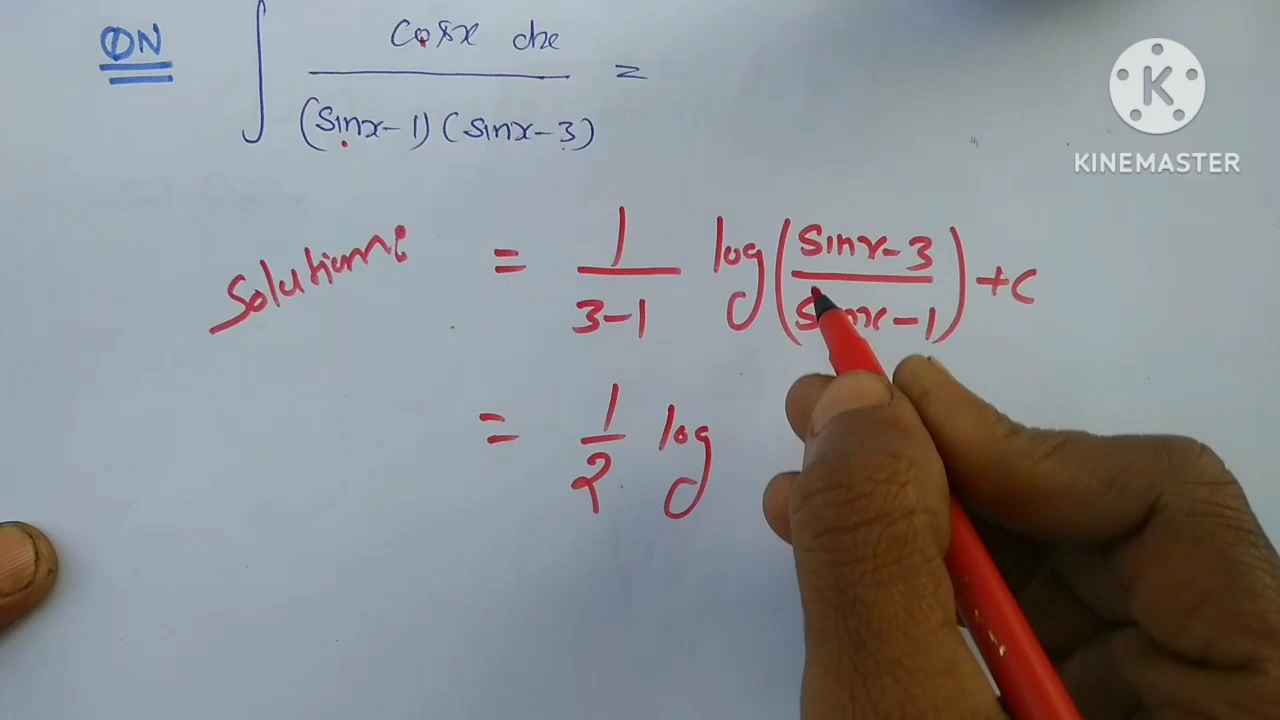 QN ∫ cosx dx / (sinx-1)(sinx-3) =
K
KINEMASTER
Solution: = 1/(3-1) log(sinx-3 / sinx-1) + c
= 1/2 log